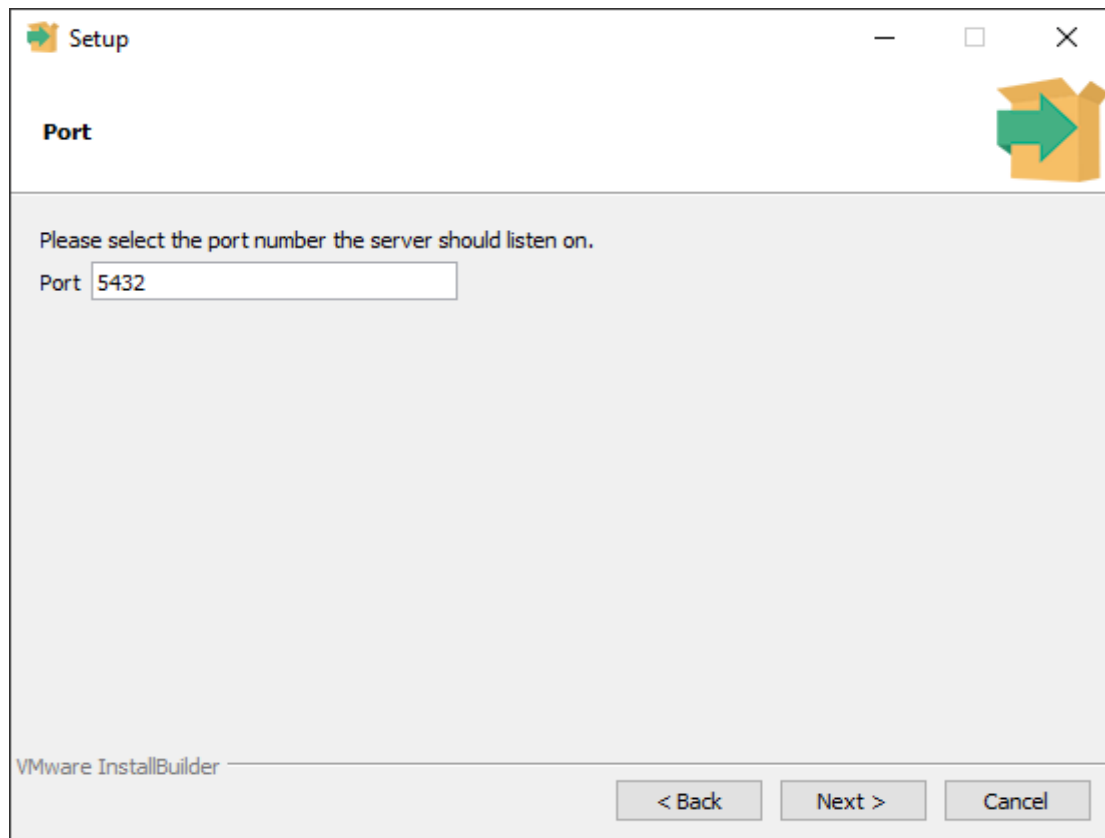 Setup
Port
Please select the port number the server should listen on.
Port 5432
VMware InstallBuilder
< Back Next > Cancel